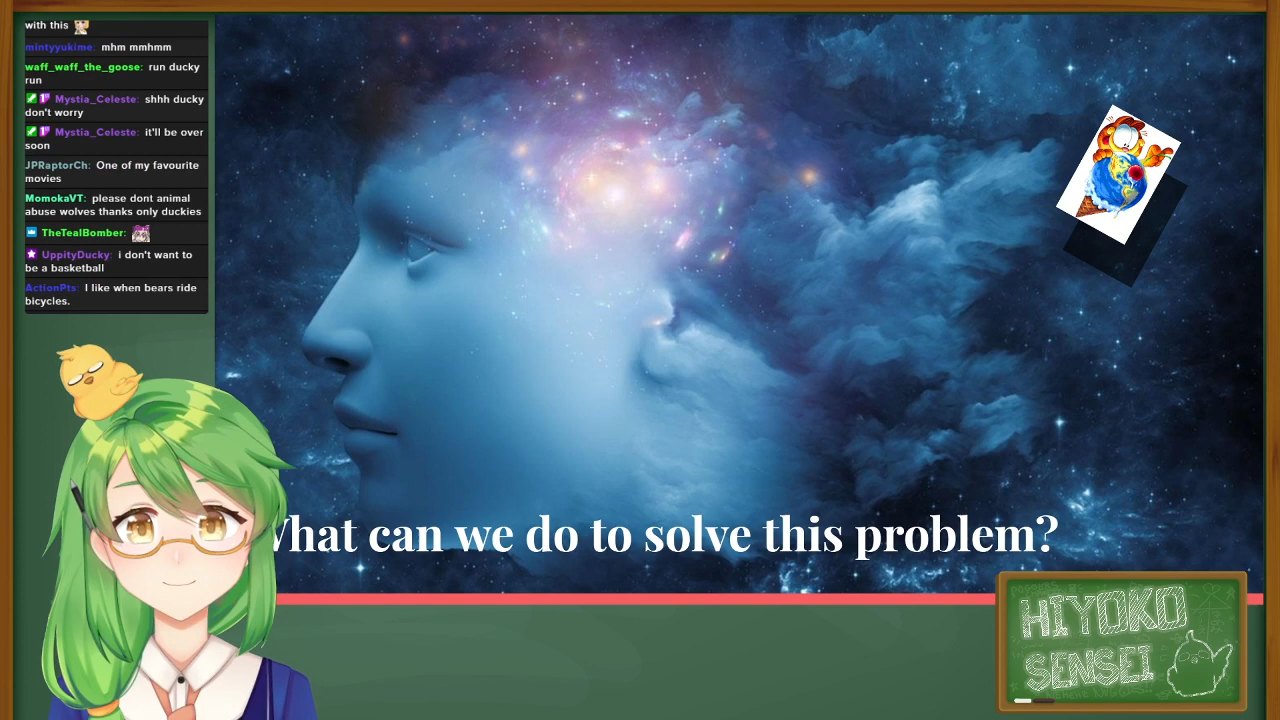 with this
mintyyukime: mhm mmhmm
waff_waff_the_goose: run ducky
run
Mystia_Celeste: shhh ducky
don't worry
Mystia_Celeste: it'll be over
soon
JPRaptorCh: One of my favourite
movies
MomokaVT: please dont animal
abuse wolves thanks only duckies
TheTealBomber:
UppityDucky: i don't want to
be a basketball
ActionPts: I like when bears ride
bicycles.
What can we do to solve this problem?
HIYOKO
SENSEI